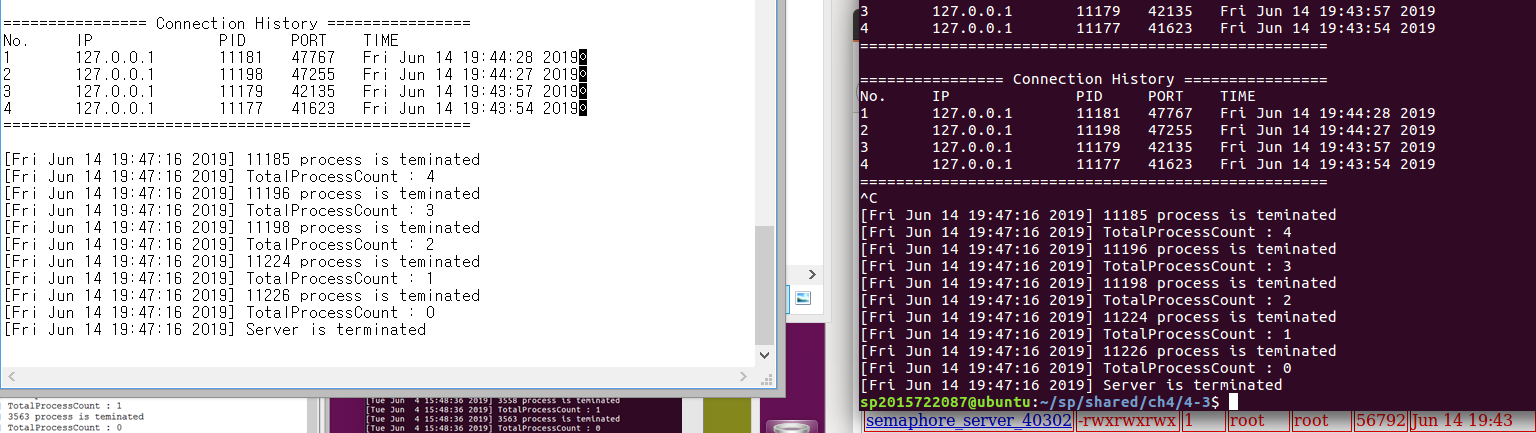 ================ Connection History ================
No. IP PID PORT TIME
1 127.0.0.1 11181 47767 Fri Jun 14 19:44:28 2019
2 127.0.0.1 11198 47255 Fri Jun 14 19:44:27 2019
3 127.0.0.1 11179 42135 Fri Jun 14 19:43:57 2019
4 127.0.0.1 11177 41623 Fri Jun 14 19:43:54 2019
====================================================
[Fri Jun 14 19:47:16 2019] 11185 process is teminated
[Fri Jun 14 19:47:16 2019] TotalProcessCount : 4
[Fri Jun 14 19:47:16 2019] 11196 process is teminated
[Fri Jun 14 19:47:16 2019] TotalProcessCount : 3
[Fri Jun 14 19:47:16 2019] 11198 process is teminated
[Fri Jun 14 19:47:16 2019] TotalProcessCount : 2
[Fri Jun 14 19:47:16 2019] 11224 process is teminated
[Fri Jun 14 19:47:16 2019] TotalProcessCount : 1
[Fri Jun 14 19:47:16 2019] 11226 process is teminated
[Fri Jun 14 19:47:16 2019] TotalProcessCount : 0
[Fri Jun 14 19:47:16 2019] Server is terminated
TotalProcessCount : 1
3563 process is teminated
TotalProcessCount : 0
[Tue Jun 4 15:48:36 2019] 3558 process is teminated
[Tue Jun 4 15:48:36 2019] TotalProcessCount : 1
[Tue Jun 4 15:48:36 2019] 3563 process is teminated
[Tue Jun 4 15:48:36 2019] TotalProcessCount : 0
3 127.0.0.1 11179 42135 Fri Jun 14 19:43:57 2019
4 127.0.0.1 11177 41623 Fri Jun 14 19:43:54 2019
====================================================
================ Connection History ================
No. IP PID PORT TIME
1 127.0.0.1 11181 47767 Fri Jun 14 19:44:28 2019
2 127.0.0.1 11198 47255 Fri Jun 14 19:44:27 2019
3 127.0.0.1 11179 42135 Fri Jun 14 19:43:57 2019
4 127.0.0.1 11177 41623 Fri Jun 14 19:43:54 2019
====================================================
^C
[Fri Jun 14 19:47:16 2019] 11185 process is teminated
[Fri Jun 14 19:47:16 2019] TotalProcessCount : 4
[Fri Jun 14 19:47:16 2019] 11196 process is teminated
[Fri Jun 14 19:47:16 2019] TotalProcessCount : 3
[Fri Jun 14 19:47:16 2019] 11198 process is teminated
[Fri Jun 14 19:47:16 2019] TotalProcessCount : 2
[Fri Jun 14 19:47:16 2019] 11224 process is teminated
[Fri Jun 14 19:47:16 2019] TotalProcessCount : 1
[Fri Jun 14 19:47:16 2019] 11226 process is teminated
[Fri Jun 14 19:47:16 2019] TotalProcessCount : 0
[Fri Jun 14 19:47:16 2019] Server is terminated
sp2015722087@ubuntu:~/sp/shared/ch4/4-3$
semaphore_server_40302 -rwxrwxrwx 1 root root 56792 Jun 14 19:43